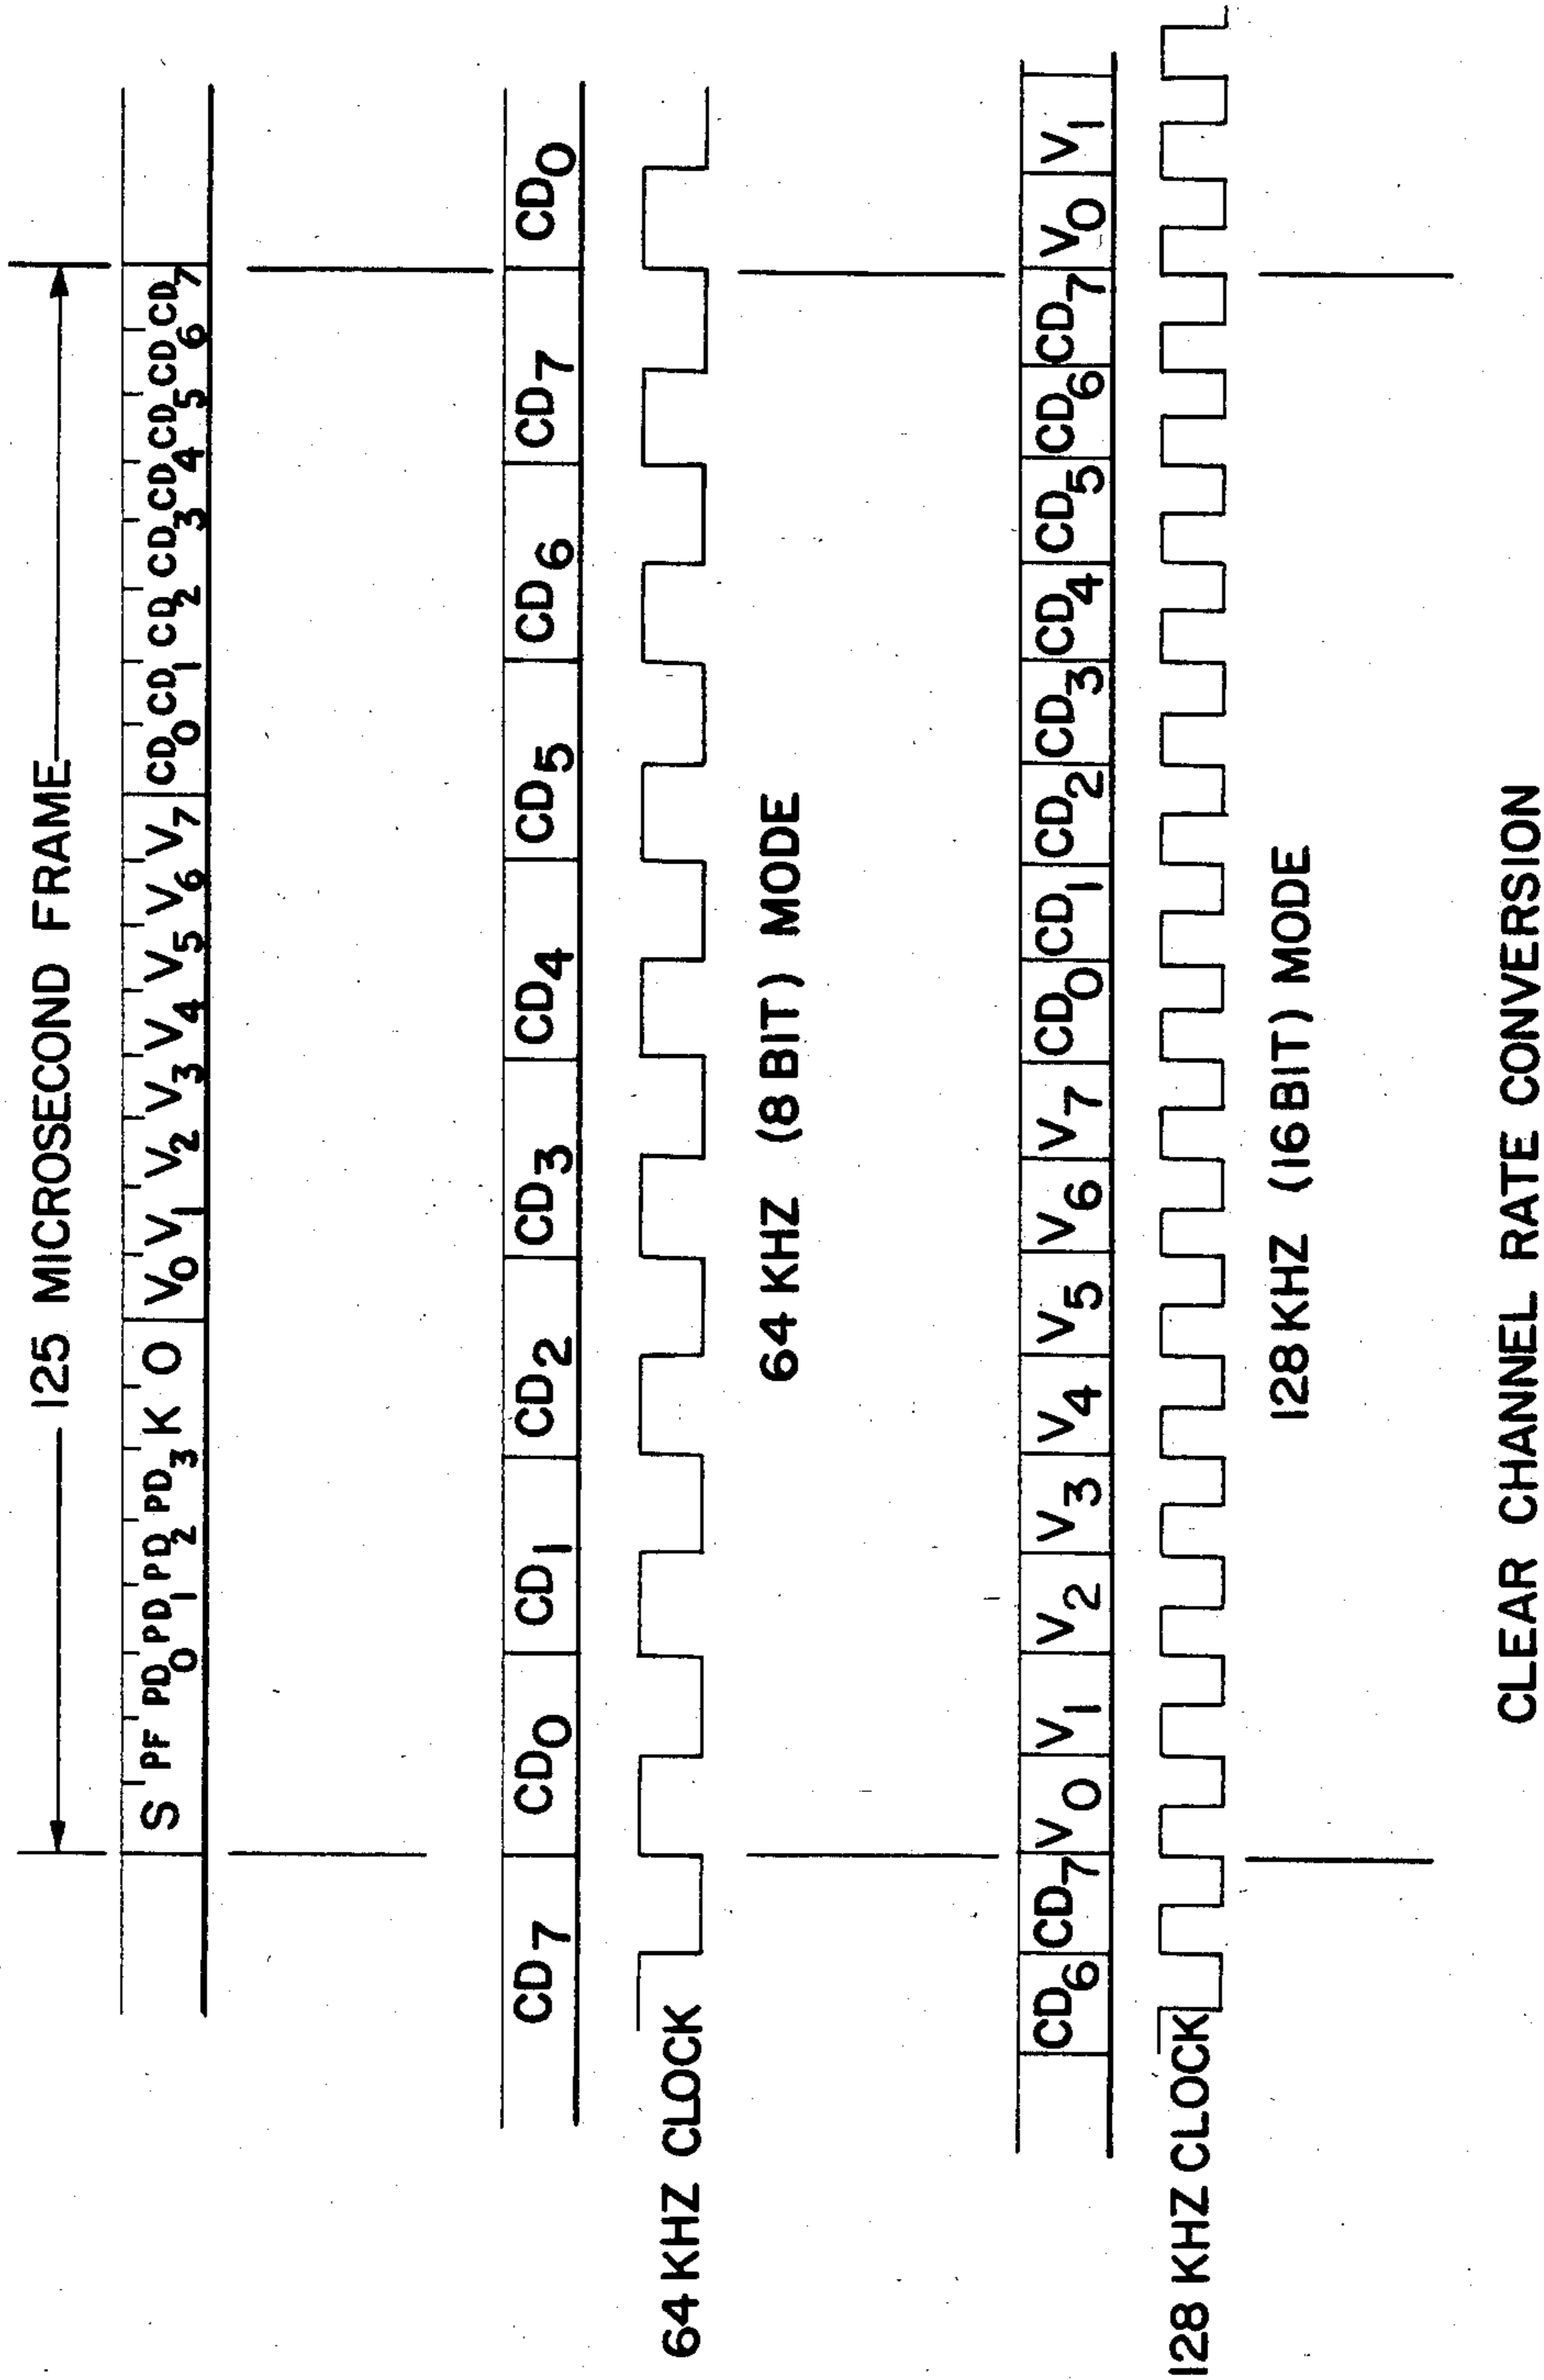 125 MICROSECOND FRAME
S PF PD0 PD1 PD2 PD3 K 0 V0 V1 V2 V3 V4 V5 V6 V7 CD0 CD1 CD2 CD3 CD4 CD5 CD6 CD7
CD7 CD0 CD1 CD2 CD3 CD4 CD5 CD6 CD7 CD0
64 KHZ CLOCK
64 KHZ (8 BIT) MODE
CD6 CD7 V0 V1 V2 V3 V4 V5 V6 V7 CD0 CD1 CD2 CD3 CD4 CD5 CD6 CD7 V0 V1
128 KHZ CLOCK
128 KHZ (16 BIT) MODE
CLEAR CHANNEL RATE CONVERSION